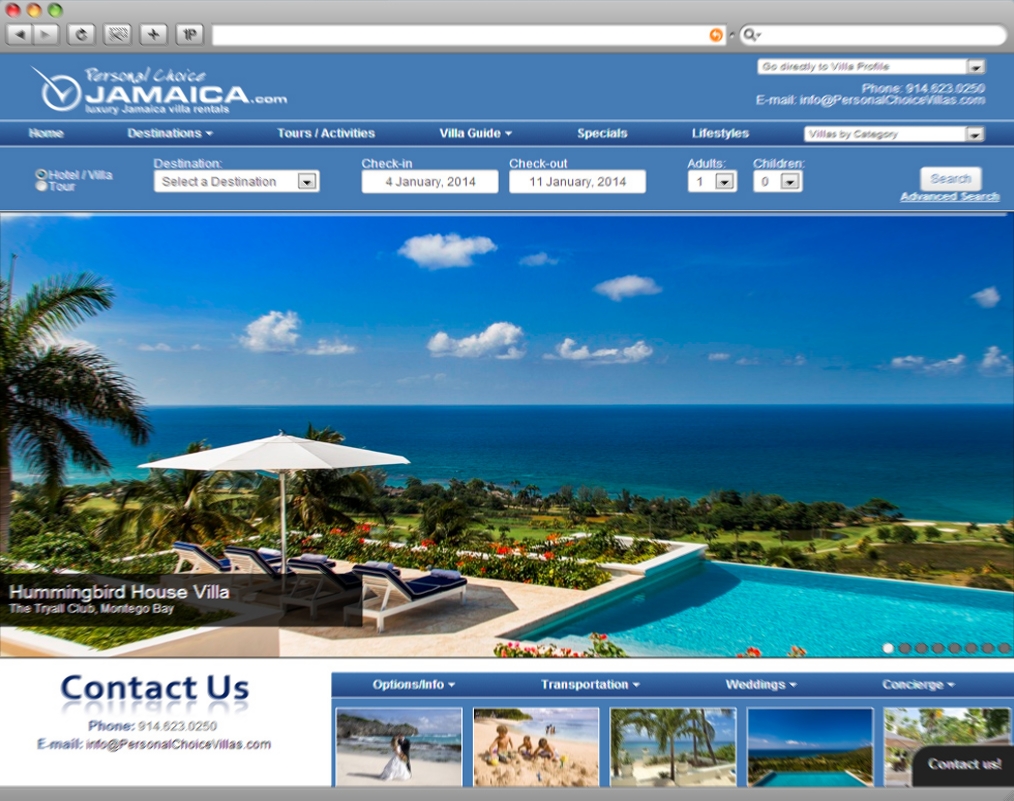 1P
Personal Choice
JAMAICA.com
luxury Jamaica villa rentals
Go directly to Villa Profile
Phone: 914.623.0250
E-mail: info@PersonalChoiceVillas.com
Home Destinations Tours / Activities Villa Guide Specials Lifestyles Villas by Category
Hotel / Villa
Tour
Destination: Check-in Check-out Adults: Children:
Select a Destination 4 January, 2014 11 January, 2014 1 0 Search
Advanced Search
Hummingbird House Villa
The Tryall Club, Montego Bay
Contact Us
Phone: 914.623.0250
E-mail: info@PersonalChoiceVillas.com
Options/Info Transportation Weddings Concierge
Contact us!